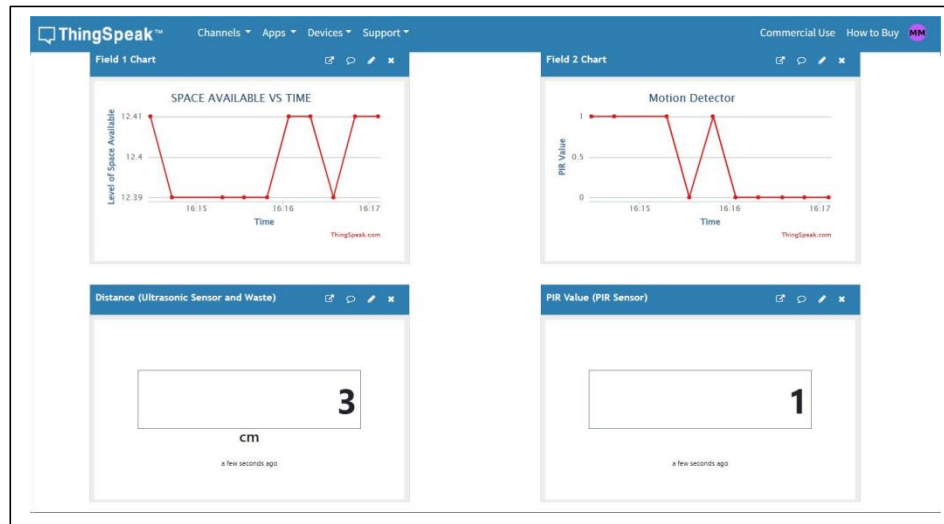 ThingSpeak™ Channels Apps Devices Support Commercial Use How to Buy MM
Field 1 Chart
SPACE AVAILABLE VS TIME
Level of Space Available
12.41
12.4
12.39
16:15 16:16 16:17
Time
ThingSpeak.com
Field 2 Chart
Motion Detector
PIR Value
1
0.5
0
16:15 16:16 16:17
Time
ThingSpeak.com
Distance (Ultrasonic Sensor and Waste)
3
cm
a few seconds ago
PIR Value (PIR Sensor)
1
a few seconds ago